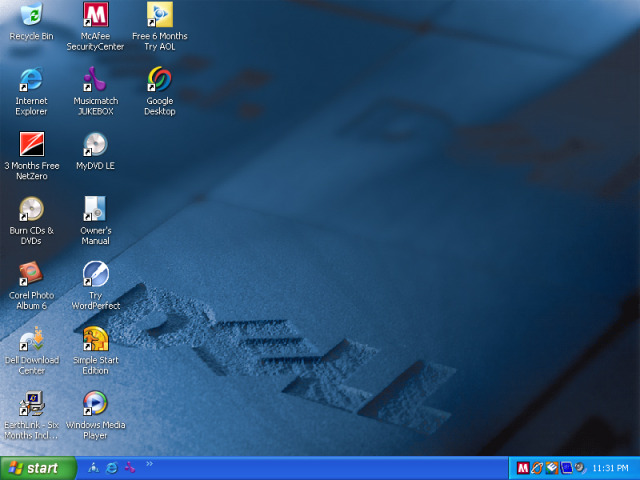 Recycle Bin
McAfee
SecurityCenter
Free 6 Months
Try AOL
Internet
Explorer
Musicmatch
JUKEBOX
Google
Desktop
3 Months Free
NetZero
MyDVD LE
Burn CDs &
DVDs
Owner's
Manual
Corel Photo
Album 6
Try
WordPerfect
Dell Download
Center
Simple Start
Edition
EarthLink - Six
Months Incl...
Windows Media
Player
DELL
start
11:31 PM